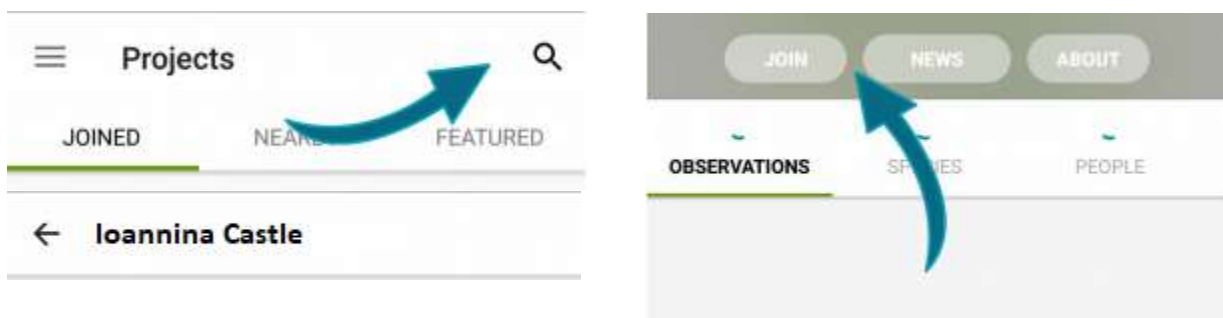 Projects
JOINED
FEATURED
Ioannina Castle
JOIN
NEWS
ABOUT
OBSERVATIONS
PEOPLE